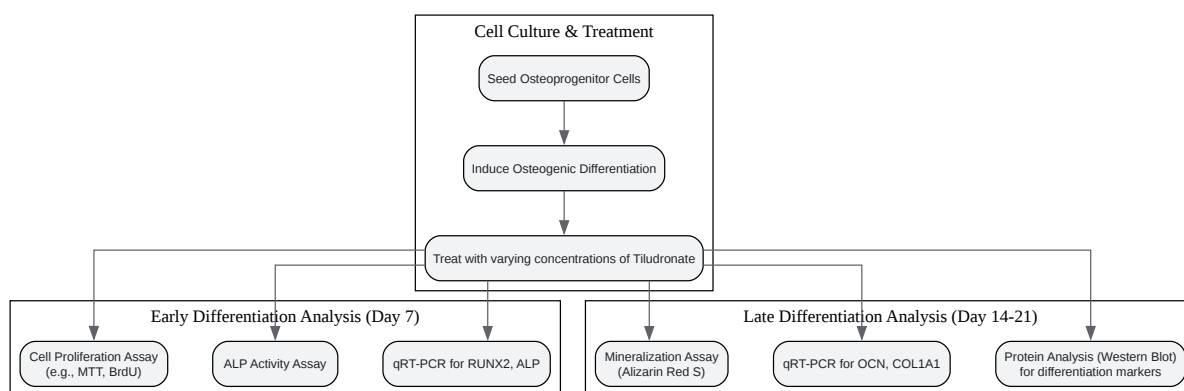 Cell Culture & Treatment
Seed Osteoprogenitor Cells
Induce Osteogenic Differentiation
Treat with varying concentrations of Tiludronate
Early Differentiation Analysis (Day 7)
Cell Proliferation Assay
(e.g., MTT, BrdU)
ALP Activity Assay
qRT-PCR for RUNX2, ALP
Late Differentiation Analysis (Day 14-21)
Mineralization Assay
(Alizarin Red S)
qRT-PCR for OCN, COL1A1
Protein Analysis (Western Blot)
for differentiation markers